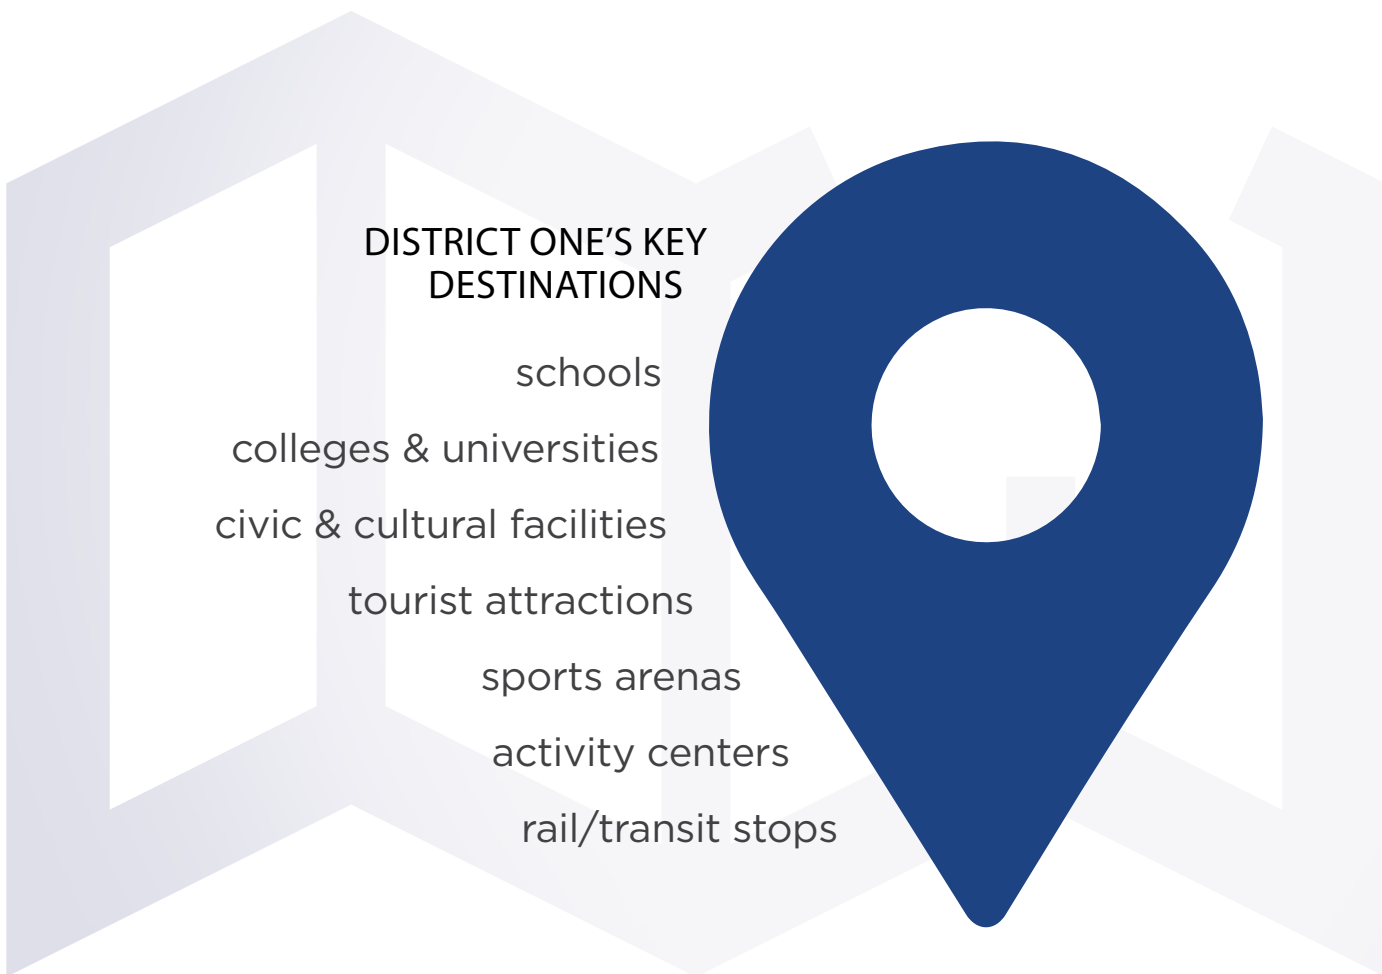 DISTRICT ONE’S KEY
DESTINATIONS
schools
colleges & universities
civic & cultural facilities
tourist attractions
sports arenas
activity centers
rail/transit stops